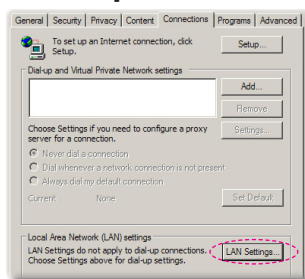 General Security Privacy Content Connections Programs Advanced
To set up an Internet connection, click
Setup.
Setup...
Dial-up and Virtual Private Network settings
Add...
Remove
Choose Settings if you need to configure a proxy
server for a connection.
Settings...
Never dial a connection
Dial whenever a network connection is not present
Always dial my default connection
Current None
Set Default
Local Area Network (LAN) settings
LAN Settings do not apply to dial-up connections.
Choose Settings above for dial-up settings.
LAN Settings...